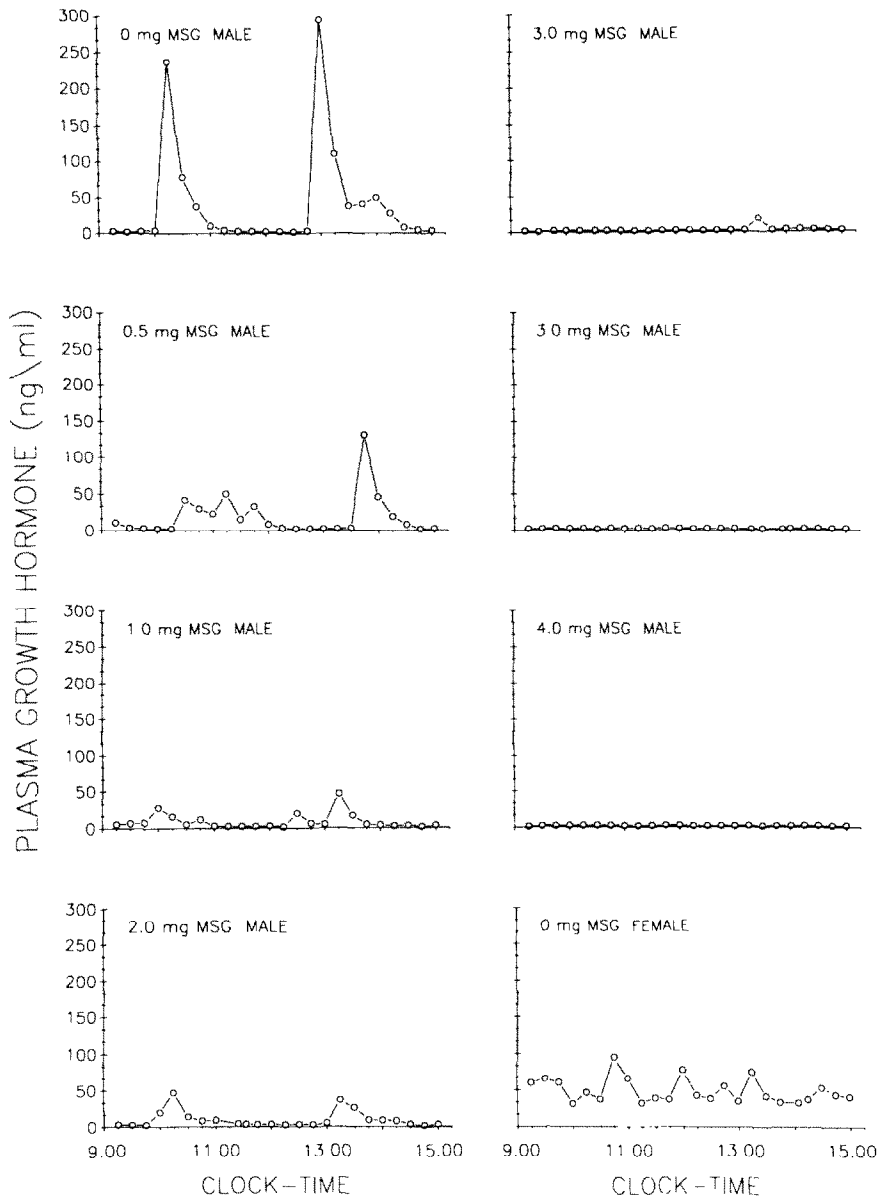 PLASMA GROWTH HORMONE (ng\ml)
0 mg MSG MALE
300
250
200
150
100
50
0
3.0 mg MSG MALE
0.5 mg MSG MALE
300
250
200
150
100
50
0
30 mg MSG MALE
10 mg MSG MALE
300
250
200
150
100
50
0
4.0 mg MSG MALE
2.0 mg MSG MALE
300
250
200
150
100
50
0
9.00 11 00 13.00 15.00
CLOCK-TIME
0 mg MSG FEMALE
9.00 11 00 13.00 15.00
CLOCK-TIME